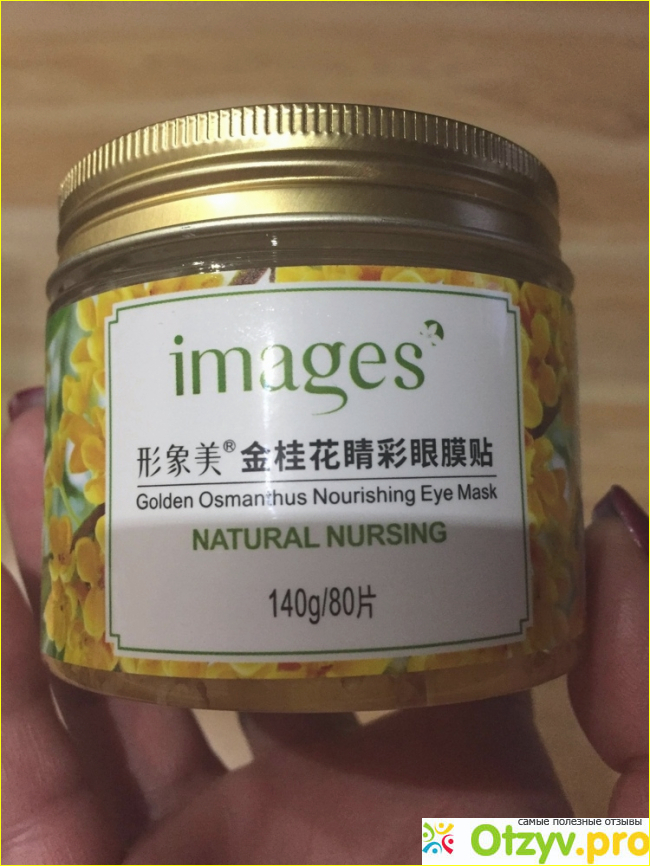 images
形象美® 金桂花睛彩眼膜贴
Golden Osmanthus Nourishing Eye Mask
NATURAL NURSING
140g/80片
самые полезные отзывы
Otzyv.pro